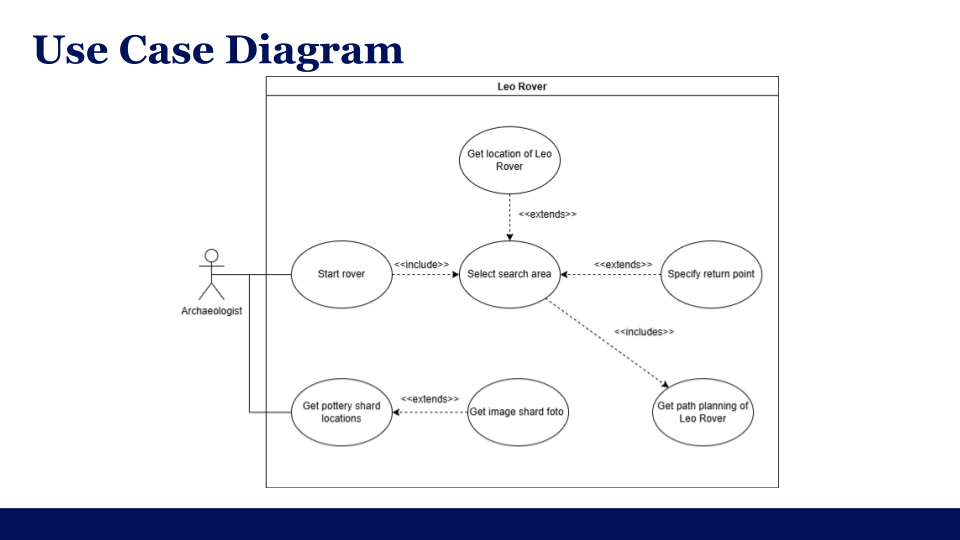 Use Case Diagram
Leo Rover
Get location of Leo
Rover
<<extends>>
Start rover
<<include>>
Select search area
<<extends>>
Specify return point
Archaeologist
<<includes>>
Get pottery shard
locations
<<extends>>
Get image shard foto
Get path planning of
Leo Rover